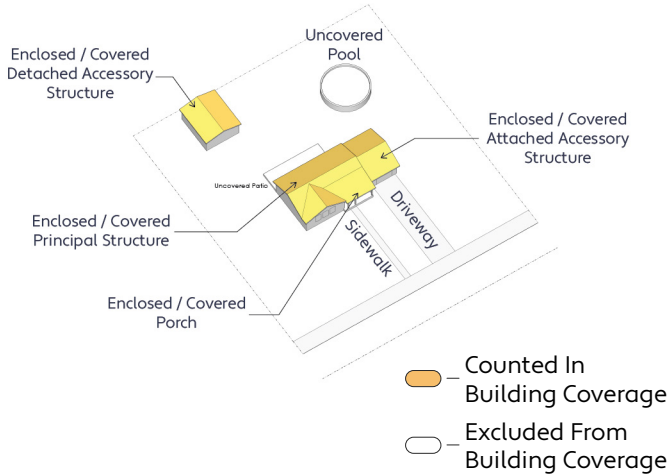 Uncovered
Pool
Enclosed / Covered
Detached Accessory
Structure
Enclosed / Covered
Attached Accessory
Structure
Uncovered Patio
Enclosed / Covered
Principal Structure
Driveway
Sidewalk
Enclosed / Covered
Porch
Counted In
Building Coverage
Excluded From
Building Coverage